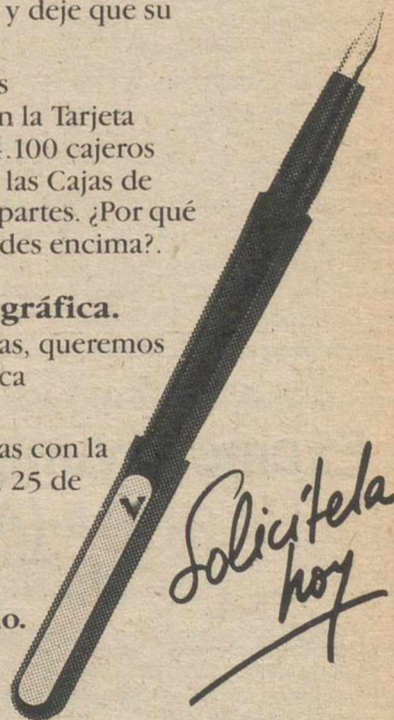 y deje que su
s
n la Tarjeta
.100 cajeros
las Cajas de
partes. ¿Por qué
des encima?.
gráfica.
as, queremos
ca
as con la
25 de
o.
Solicítela
hoy